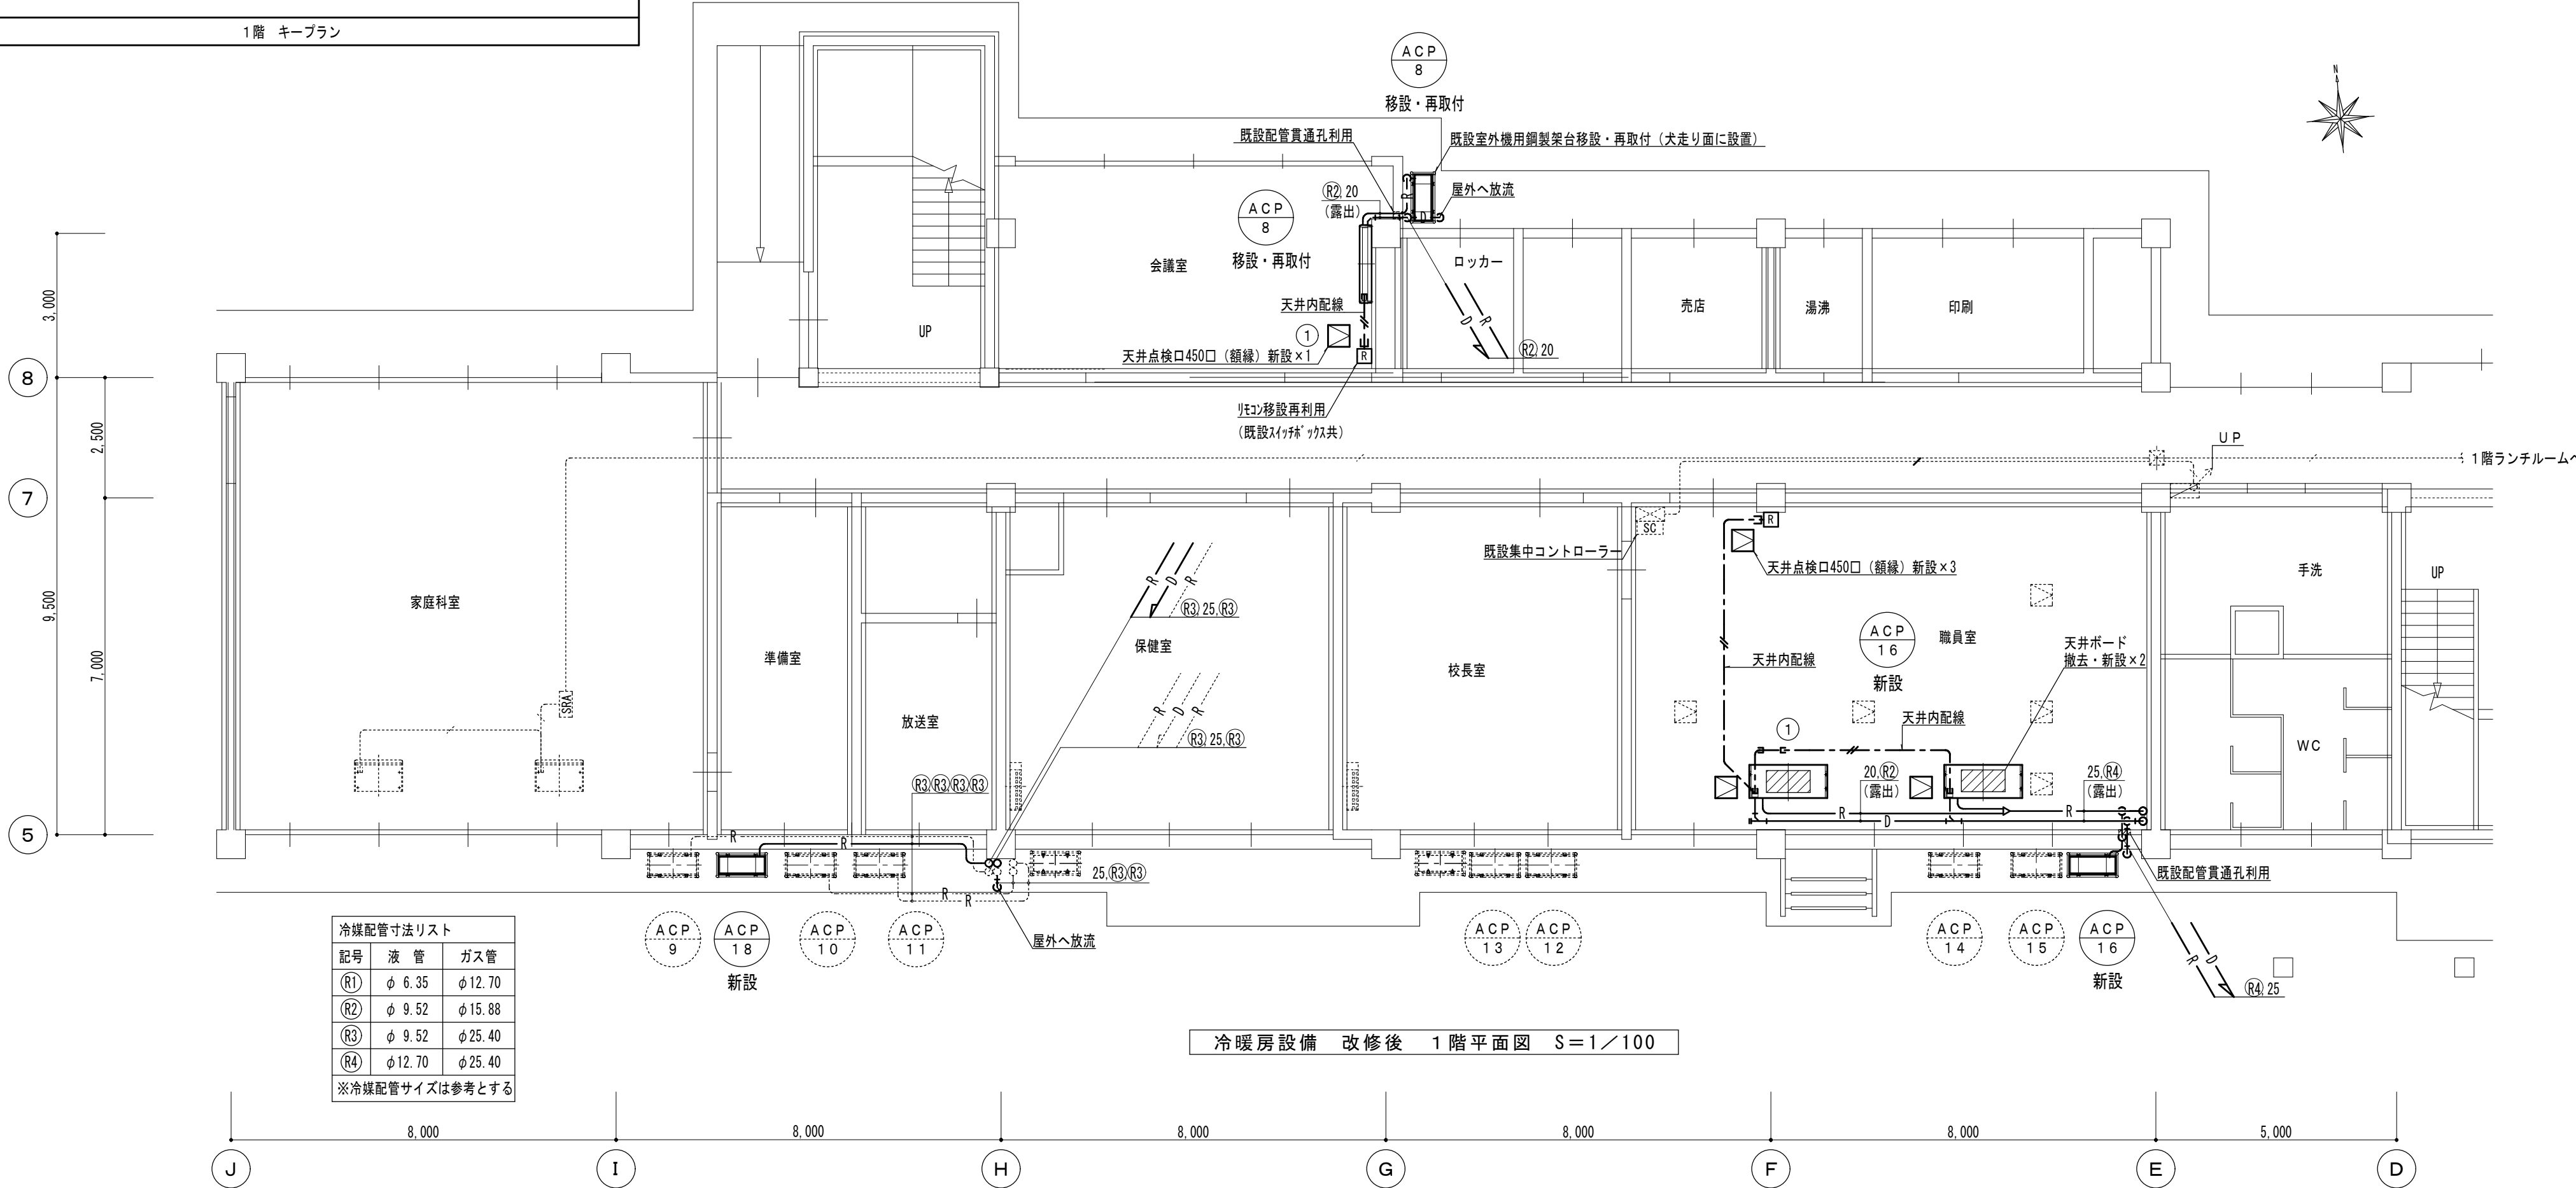 1階 キープラン
ACP
8
移設・再取付
既設配管貫通孔利用
既設室外機用鋼製架台移設・再取付（犬走り面に設置）
N
R2, 20
（露出）
屋外へ放流
R
D
ACP
8
移設・再取付
会議室
ロッカー
売店
湯沸
印刷
UP
天井内配線
1
天井点検口450□（額縁）新設×1
R
D
R
R2, 20
リモコン移設再利用
（既設スイッチボックス共）
3,000
8
2,500
7
9,500
7,000
5
UP
1階ランチルームへ
SC
既設集中コントローラー
R
天井点検口450□（額縁）新設×3
手洗
UP
家庭科室
準備室
放送室
R
D
R
R3, 25, R3
保健室
R
D
R
R3, 25, R3
校長室
ACP
16
新設
職員室
天井ボード
撤去・新設×2
天井内配線
天井内配線
1
WC
SRA
R3, R3, R3, R3
20, R2
（露出）
25, R4
（露出）
R
R
D
R
R
R
R
25, R3, R3
既設配管貫通孔利用
屋外へ放流
ACP
9
ACP
18
新設
ACP
10
ACP
11
ACP
13
ACP
12
ACP
14
ACP
15
ACP
16
新設
R
D
R4, 25
冷媒配管寸法リスト
記号 液 管 ガス管
R1 φ 6.35 φ12.70
R2 φ 9.52 φ15.88
R3 φ 9.52 φ25.40
R4 φ12.70 φ25.40
※冷媒配管サイズは参考とする
冷暖房設備 改修後 1階平面図 S＝1／100
8,000
8,000
8,000
8,000
8,000
5,000
J
I
H
G
F
E
D